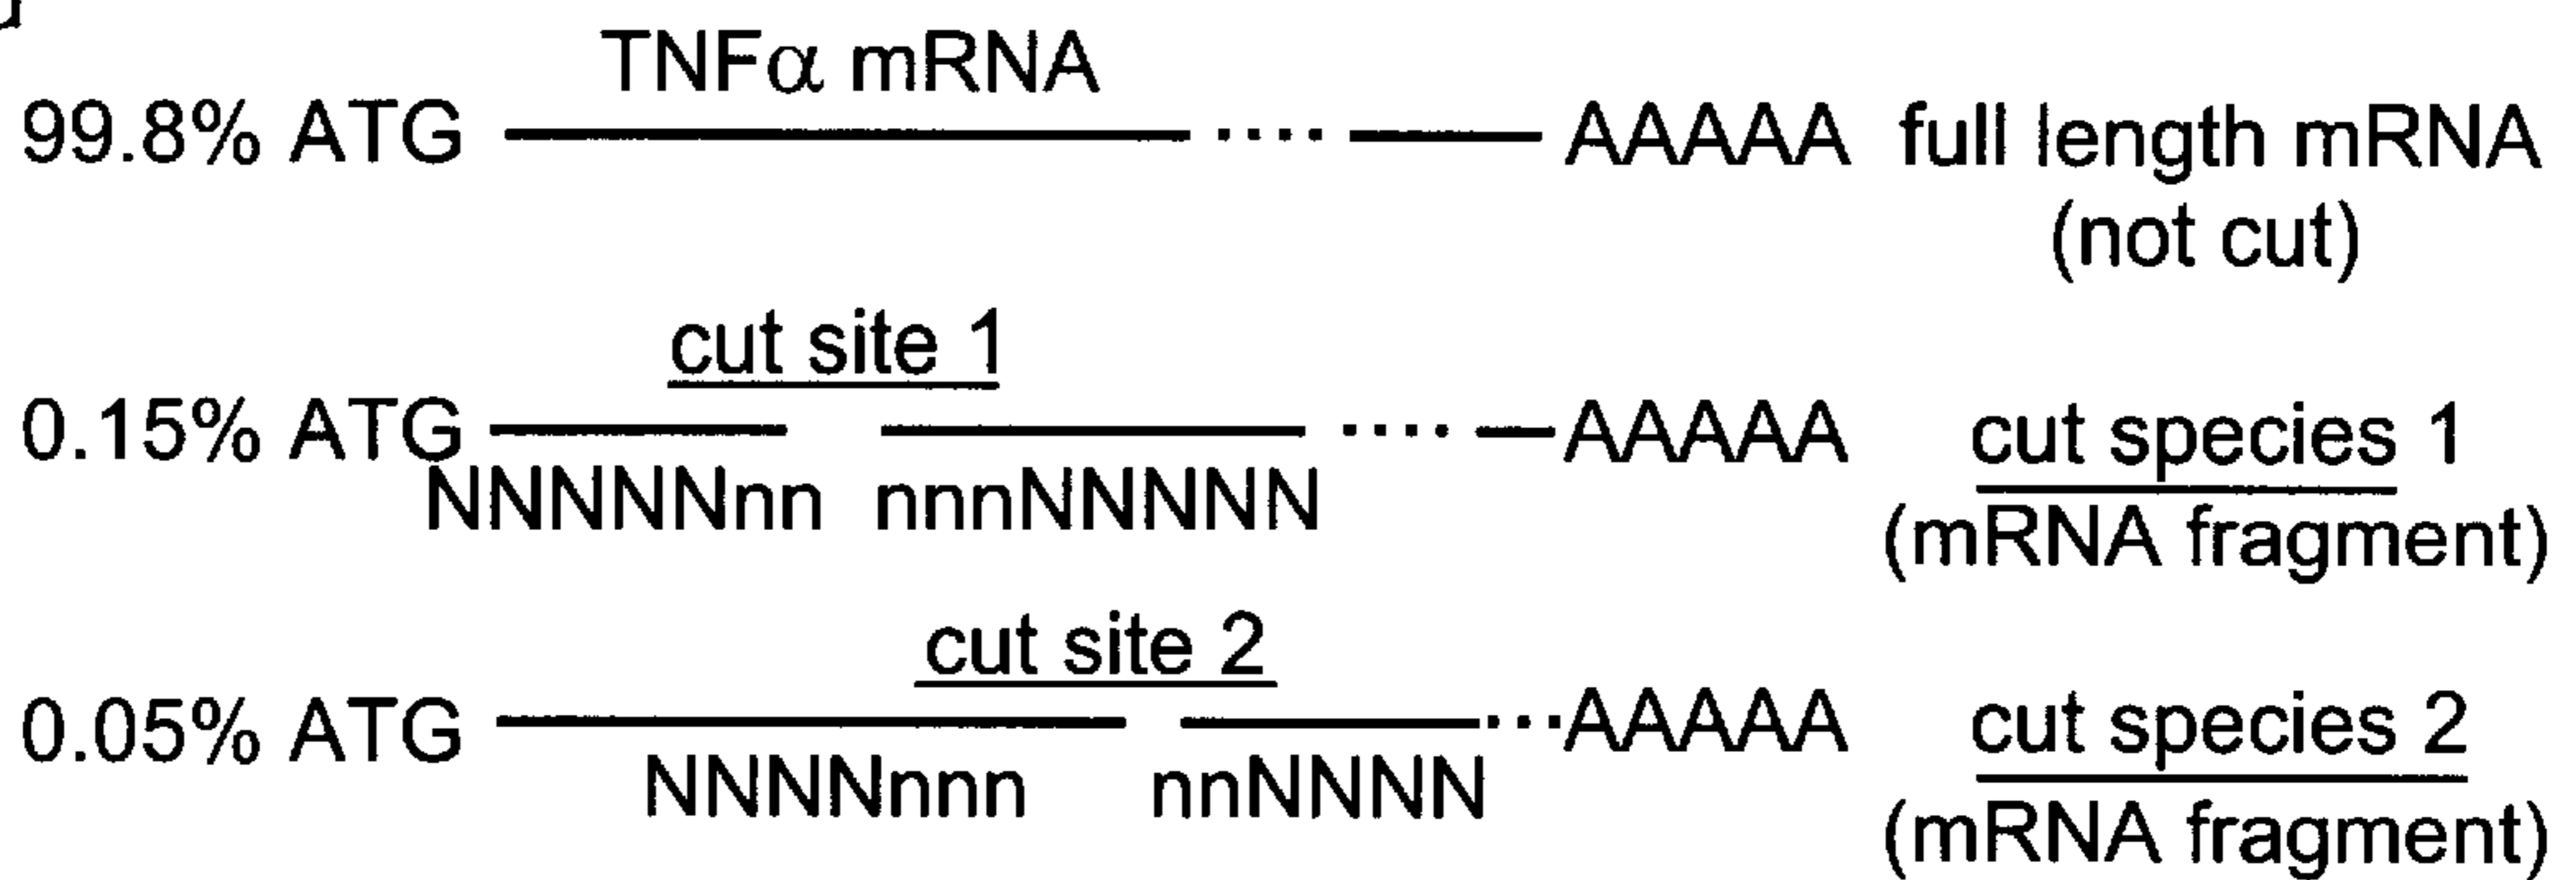 TNFα mRNA
99.8% ATG ···· AAAAA full length mRNA
(not cut)
cut site 1
0.15% ATG ···· AAAAA cut species 1
NNNNNnn nnnNNNNN (mRNA fragment)
cut site 2
0.05% ATG ···AAAAA cut species 2
NNNNnnn nnNNNN (mRNA fragment)